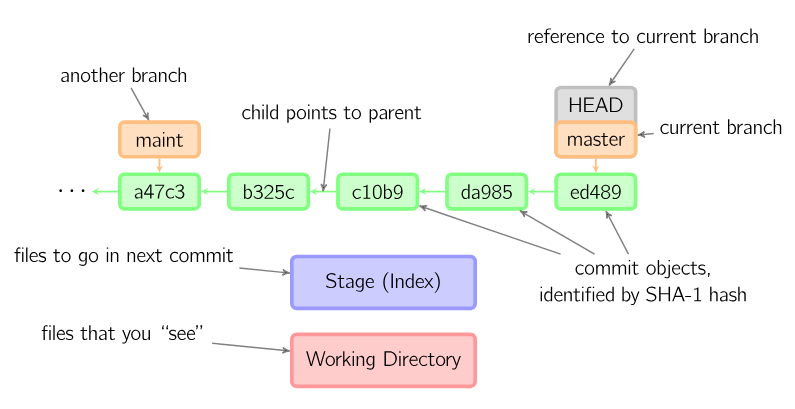 reference to current branch
another branch
HEAD
child points to parent
maint
master
current branch
... a47c3 b325c c10b9 da985 ed489
files to go in next commit
Stage (Index)
commit objects,
identified by SHA-1 hash
files that you “see”
Working Directory